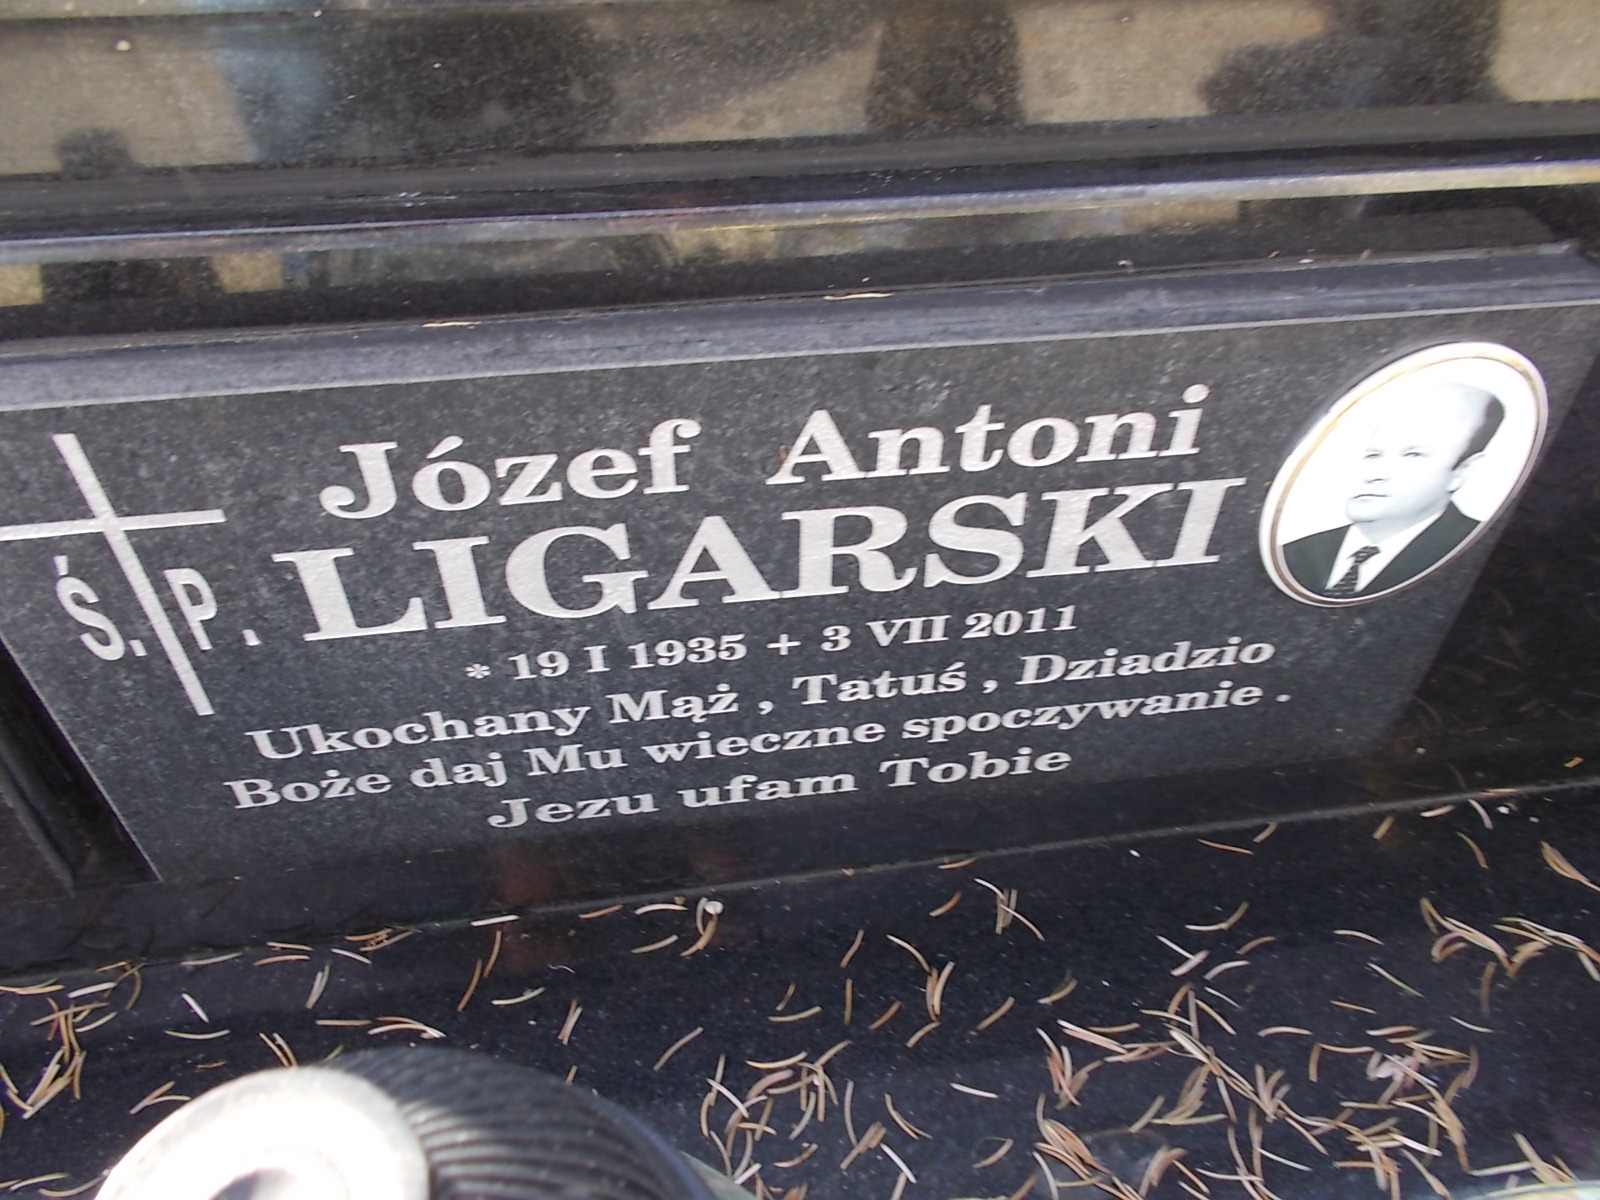 Józef Antoni
Ś. P. LIGARSKI
* 19 I 1935 + 3 VII 2011
Ukochany Mąż , Tatuś , Dziadzio
Boże daj Mu wieczne spoczywanie .
Jezu ufam Tobie